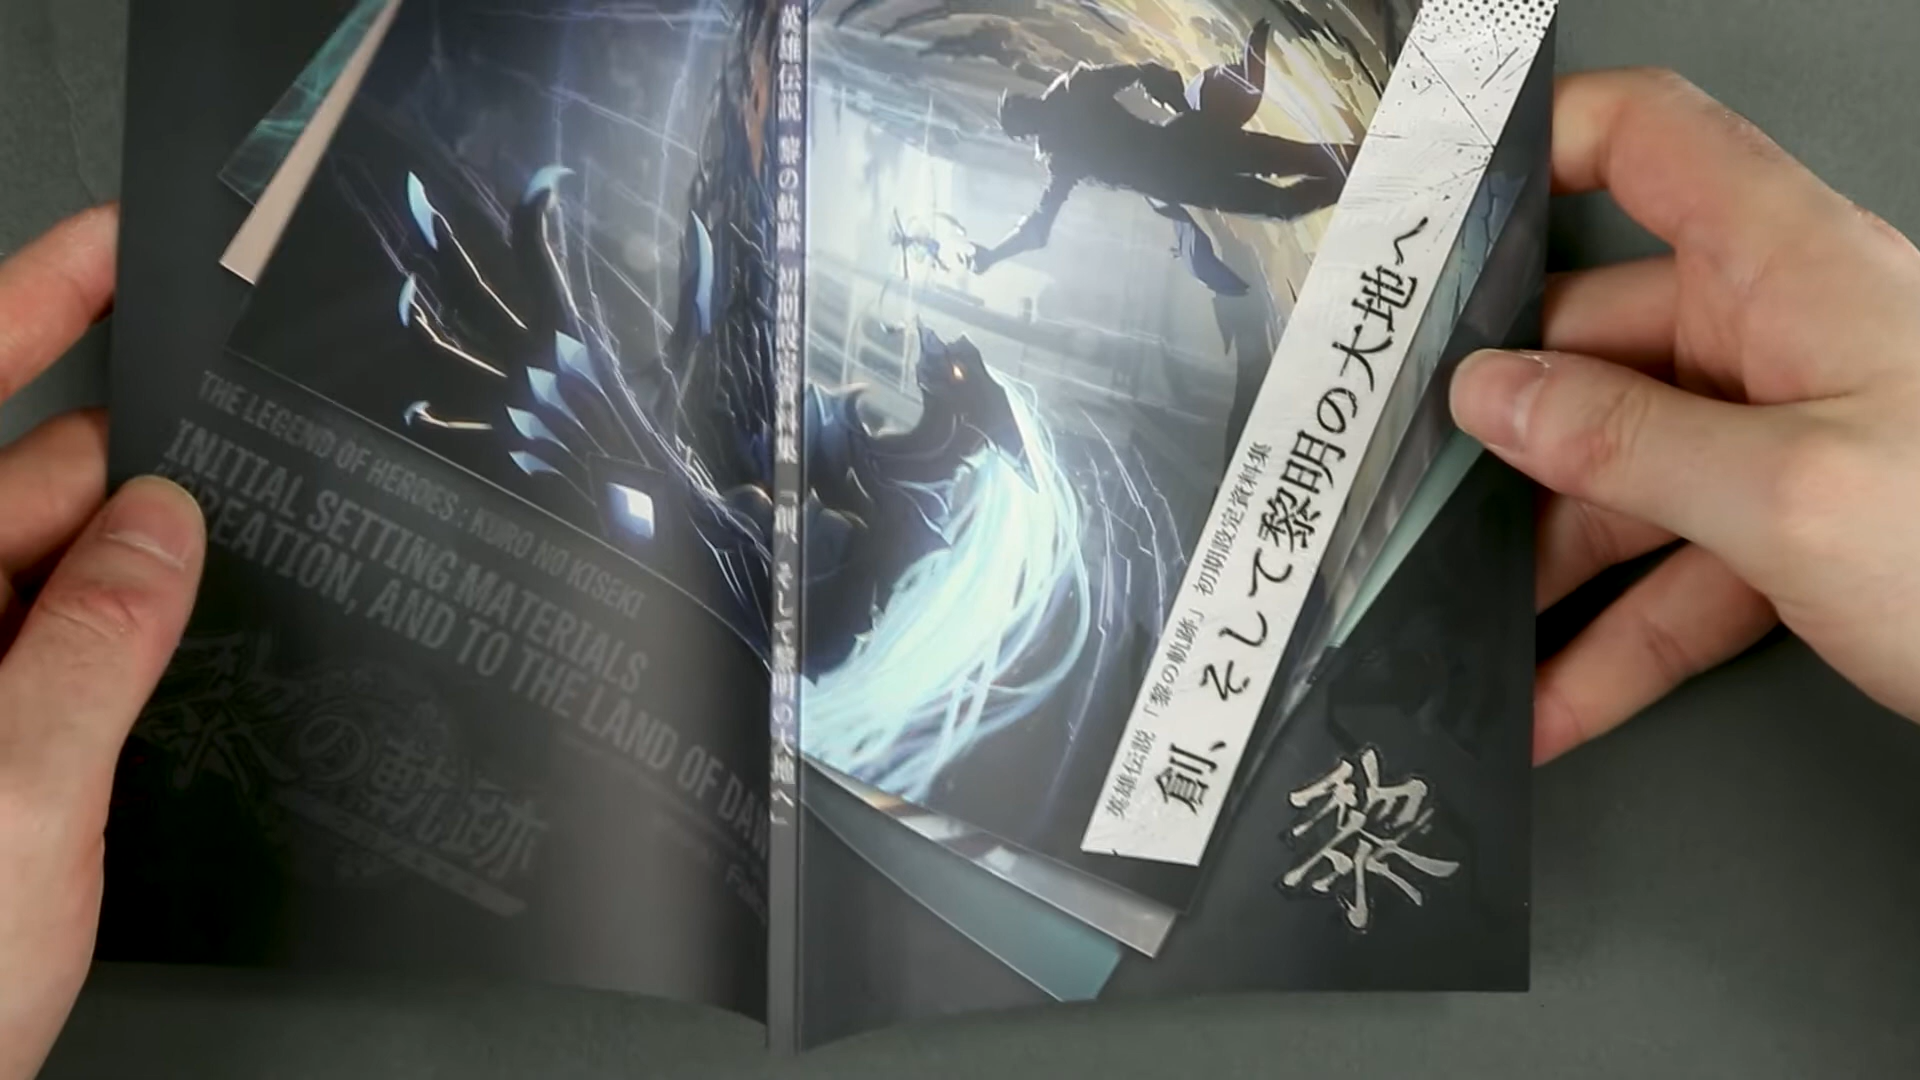 THE LEGEND OF HEROES : KURO NO KISEKI
INITIAL SETTING MATERIALS
CREATION, AND TO THE LAND OF DAW
黎の軌跡
英雄伝説 黎の軌跡 初期設定資料集 「創、そして黎明の大地へ」
英雄伝説「黎の軌跡」 初期設定資料集
創、そして黎明の大地へ
黎